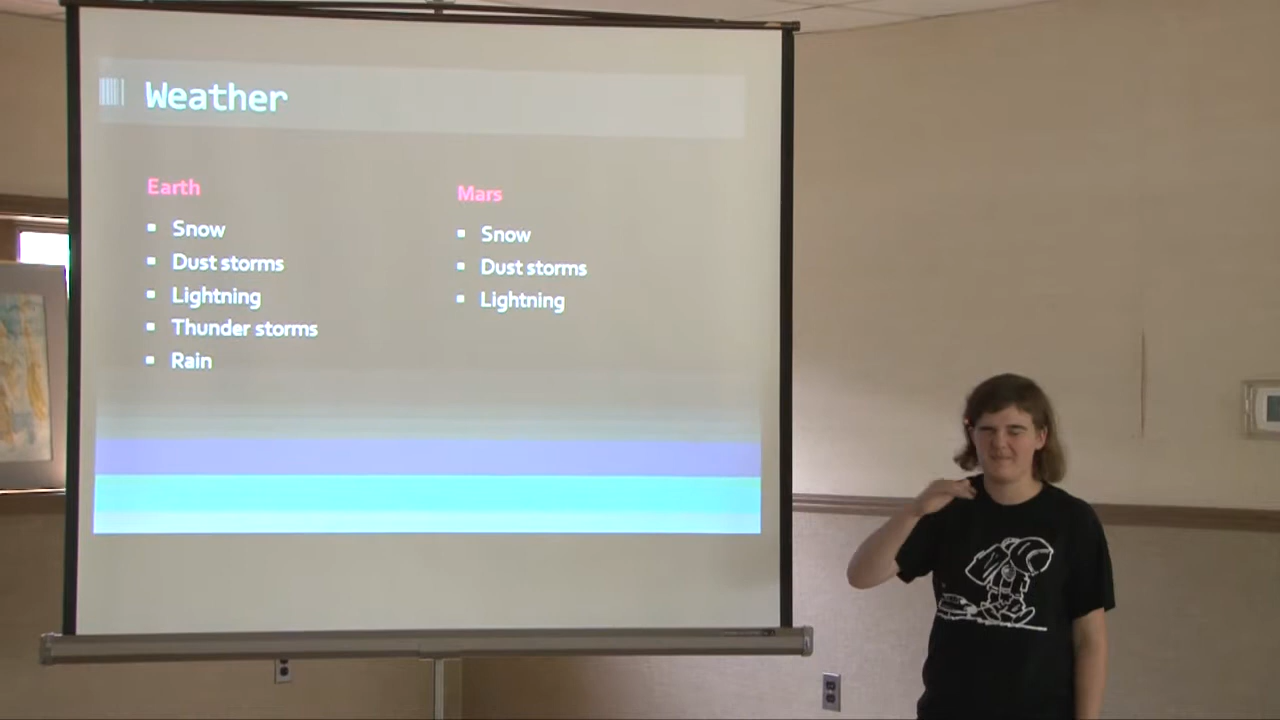 Weather
Earth
Snow
Dust storms
Lightning
Thunder storms
Rain
Mars
Snow
Dust storms
Lightning